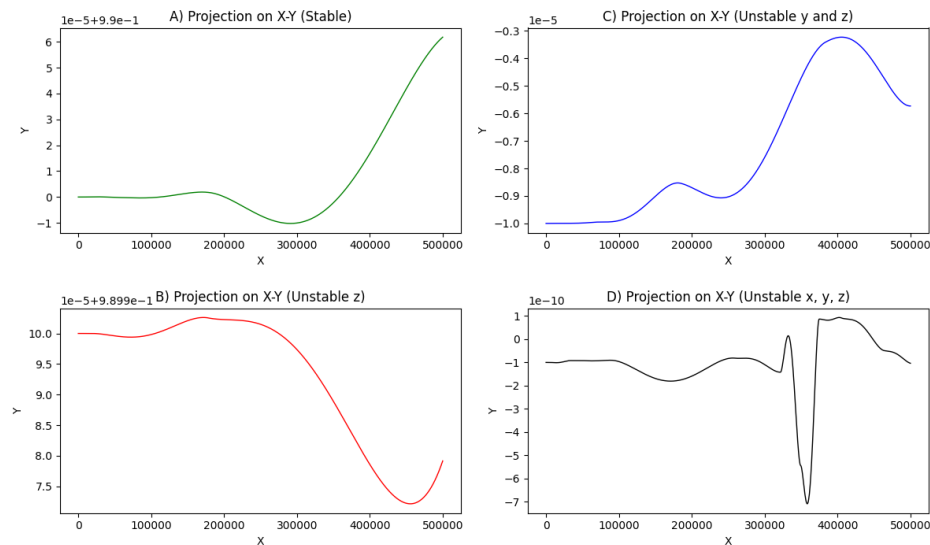 A) Projection on X-Y (Stable)
1e−5+9.9e−1
6
5
4
3
2
1
0
−1
Y
0 100000 200000 300000 400000 500000
X
C) Projection on X-Y (Unstable y and z)
1e−5
−0.3
−0.4
−0.5
−0.6
−0.7
−0.8
−0.9
−1.0
Y
0 100000 200000 300000 400000 500000
X
B) Projection on X-Y (Unstable z)
1e−5+9.899e−1
10.0
9.5
9.0
8.5
8.0
7.5
Y
0 100000 200000 300000 400000 500000
X
D) Projection on X-Y (Unstable x, y, z)
1e−10
1
0
−1
−2
−3
−4
−5
−6
−7
Y
0 100000 200000 300000 400000 500000
X